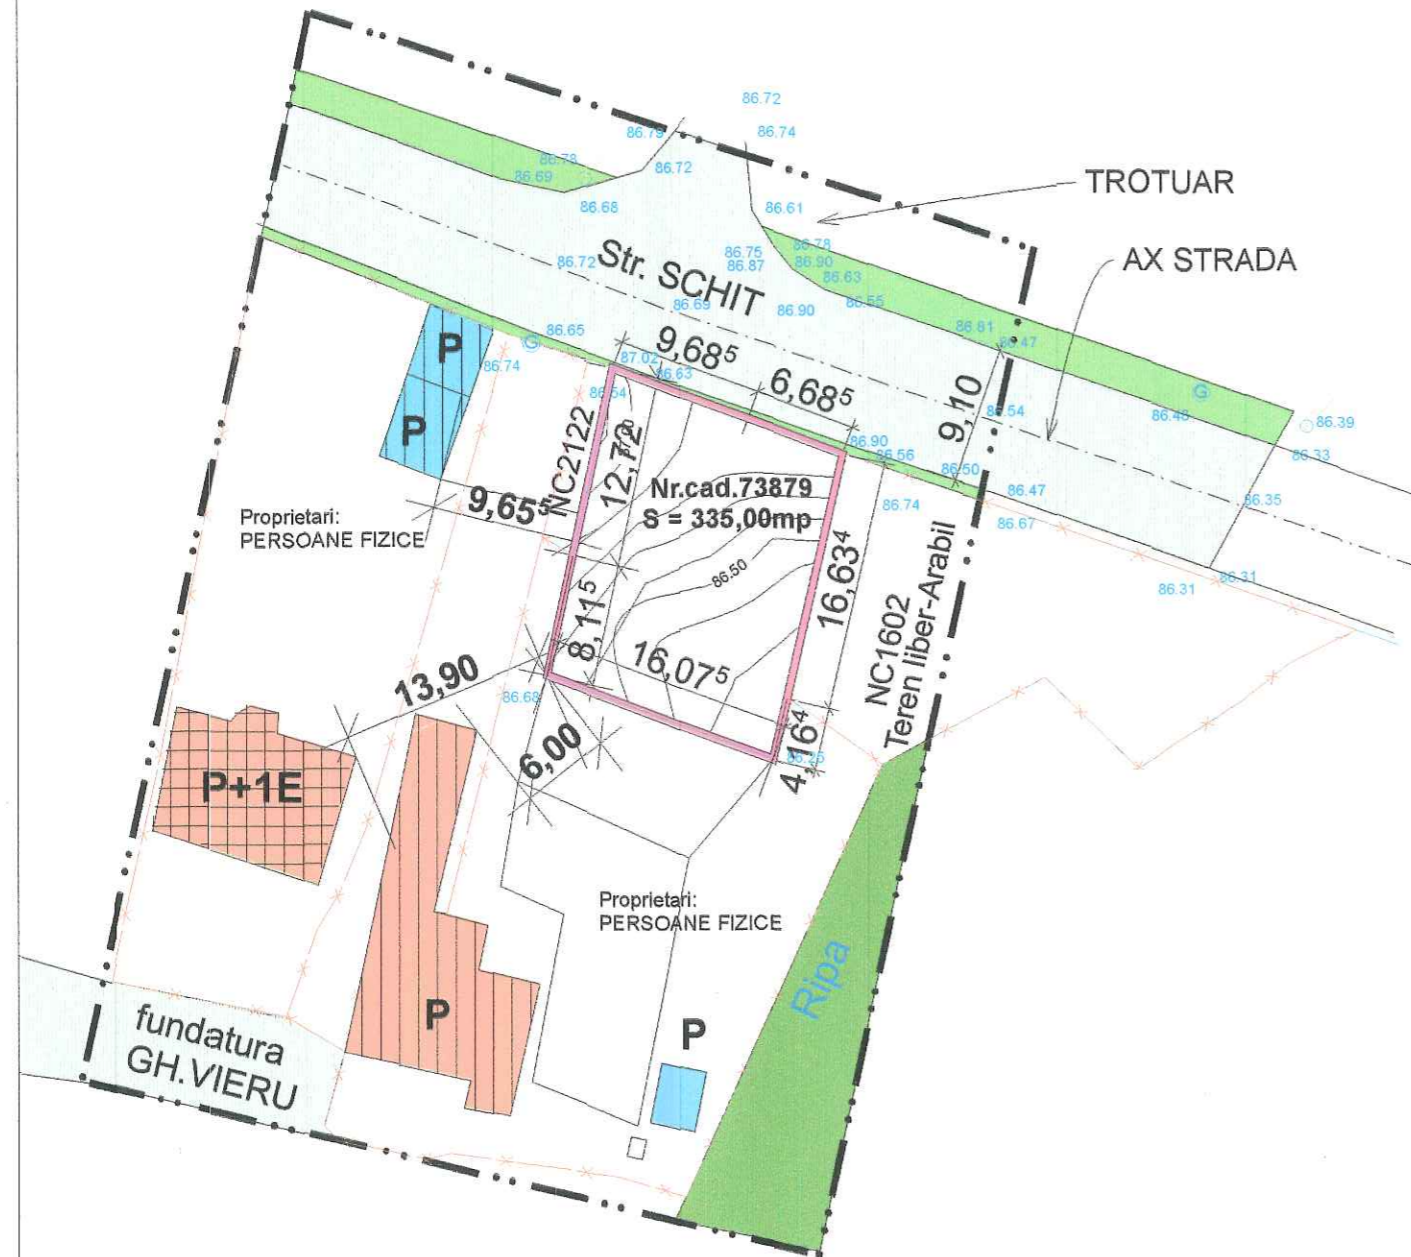 86.72
86.79
86.74
86.78
86.72
86.69
TROTUAR
86.68
86.61
86.78
86.75
86.72
Str. SCHIT
86.87
86.90
AX STRADA
86.63
86.69
86.90
86.55
86.65
86.81
86.47
P
86.74
87.02
86.63
9,68⁵
6,68⁵
9,10
86.54
86.54
G
G
86.48
86.39
P
NC2122
12,72
86.90
86.56
86.50
86.33
9,65⁵
Nr.cad.73879
S = 335,00mp
86.74
86.47
86.35
86.67
Proprietari:
PERSOANE FIZICE
86.50
16,63⁴
NC1602
Teren liber-Arabil
86.31
86.31
8,11⁵
16,07⁵
13,90
86.68
6,00
4,16⁴
86.26
P+1E
Proprietari:
PERSOANE FIZICE
Ripa
P
P
fundatura
GH.VIERU